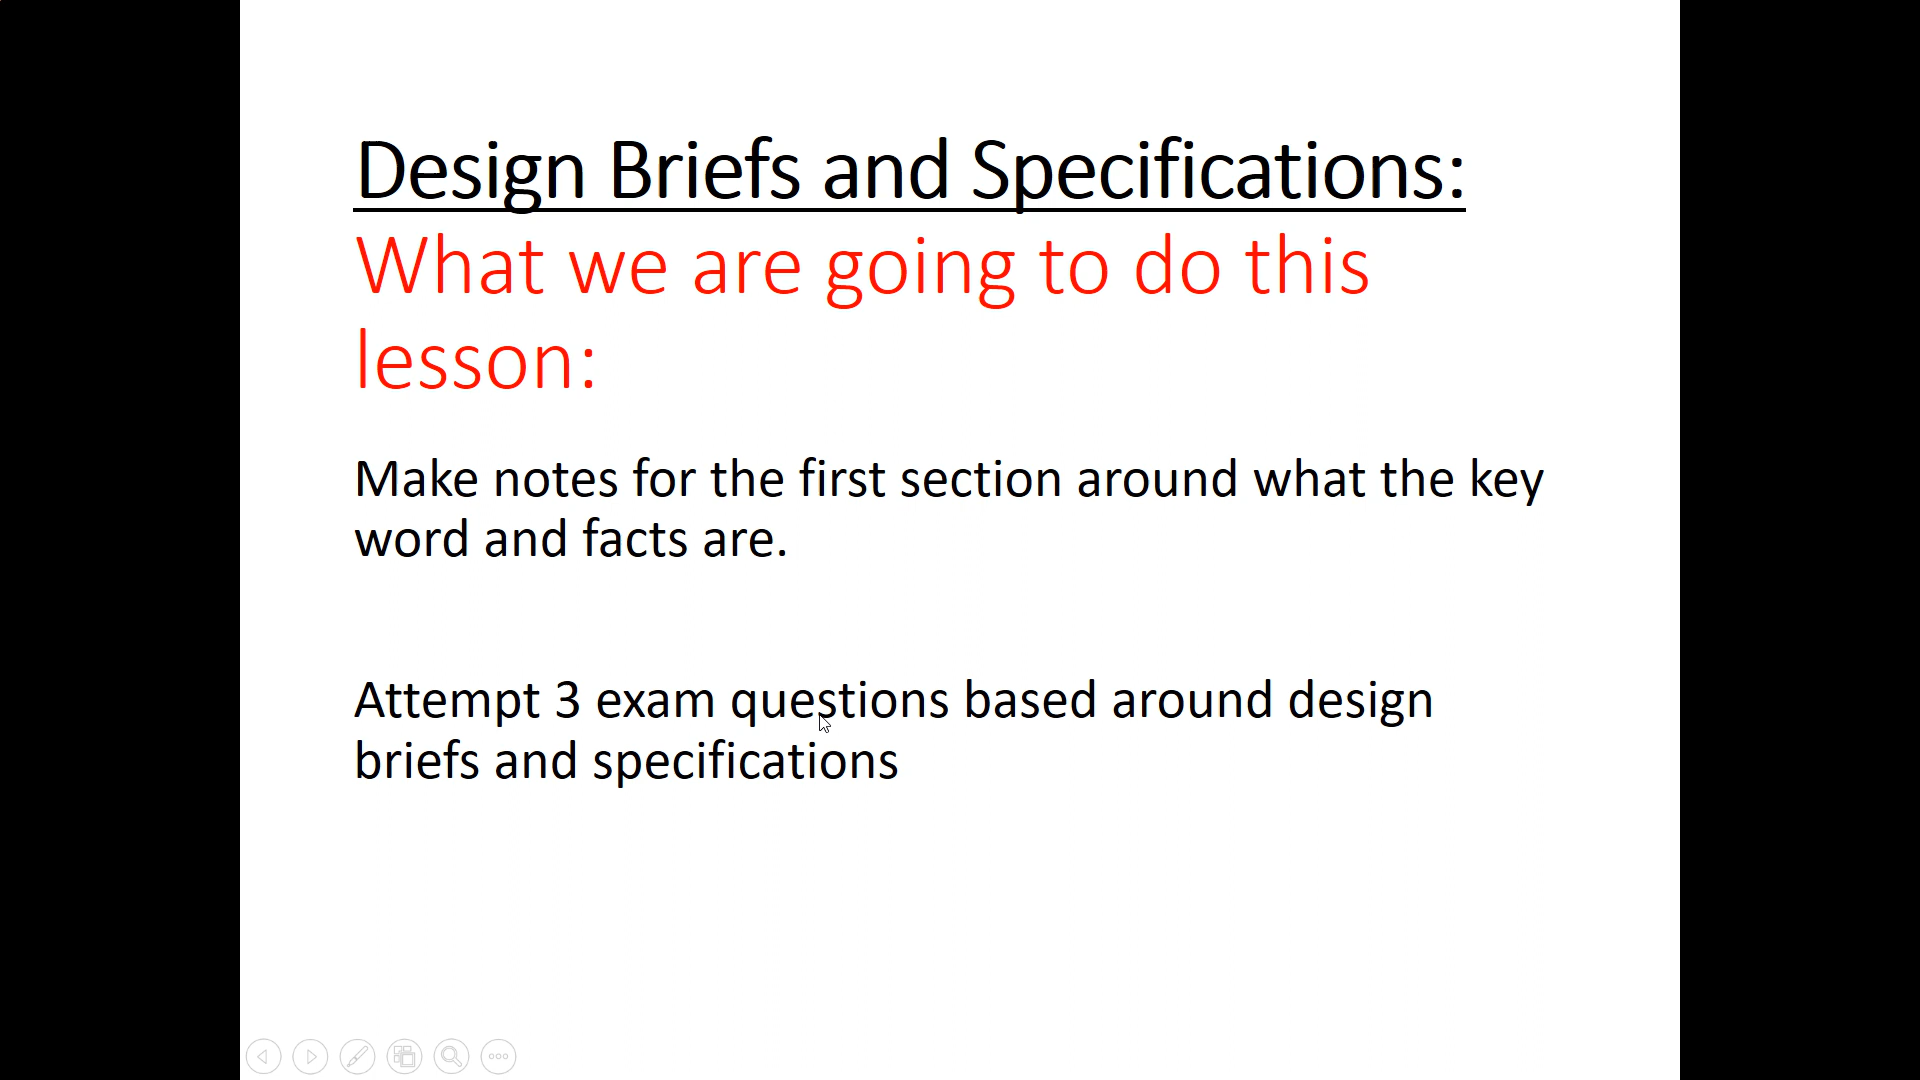 Design Briefs and Specifications:
What we are going to do this
lesson:
Make notes for the first section around what the key
word and facts are.
Attempt 3 exam questions based around design
briefs and specifications